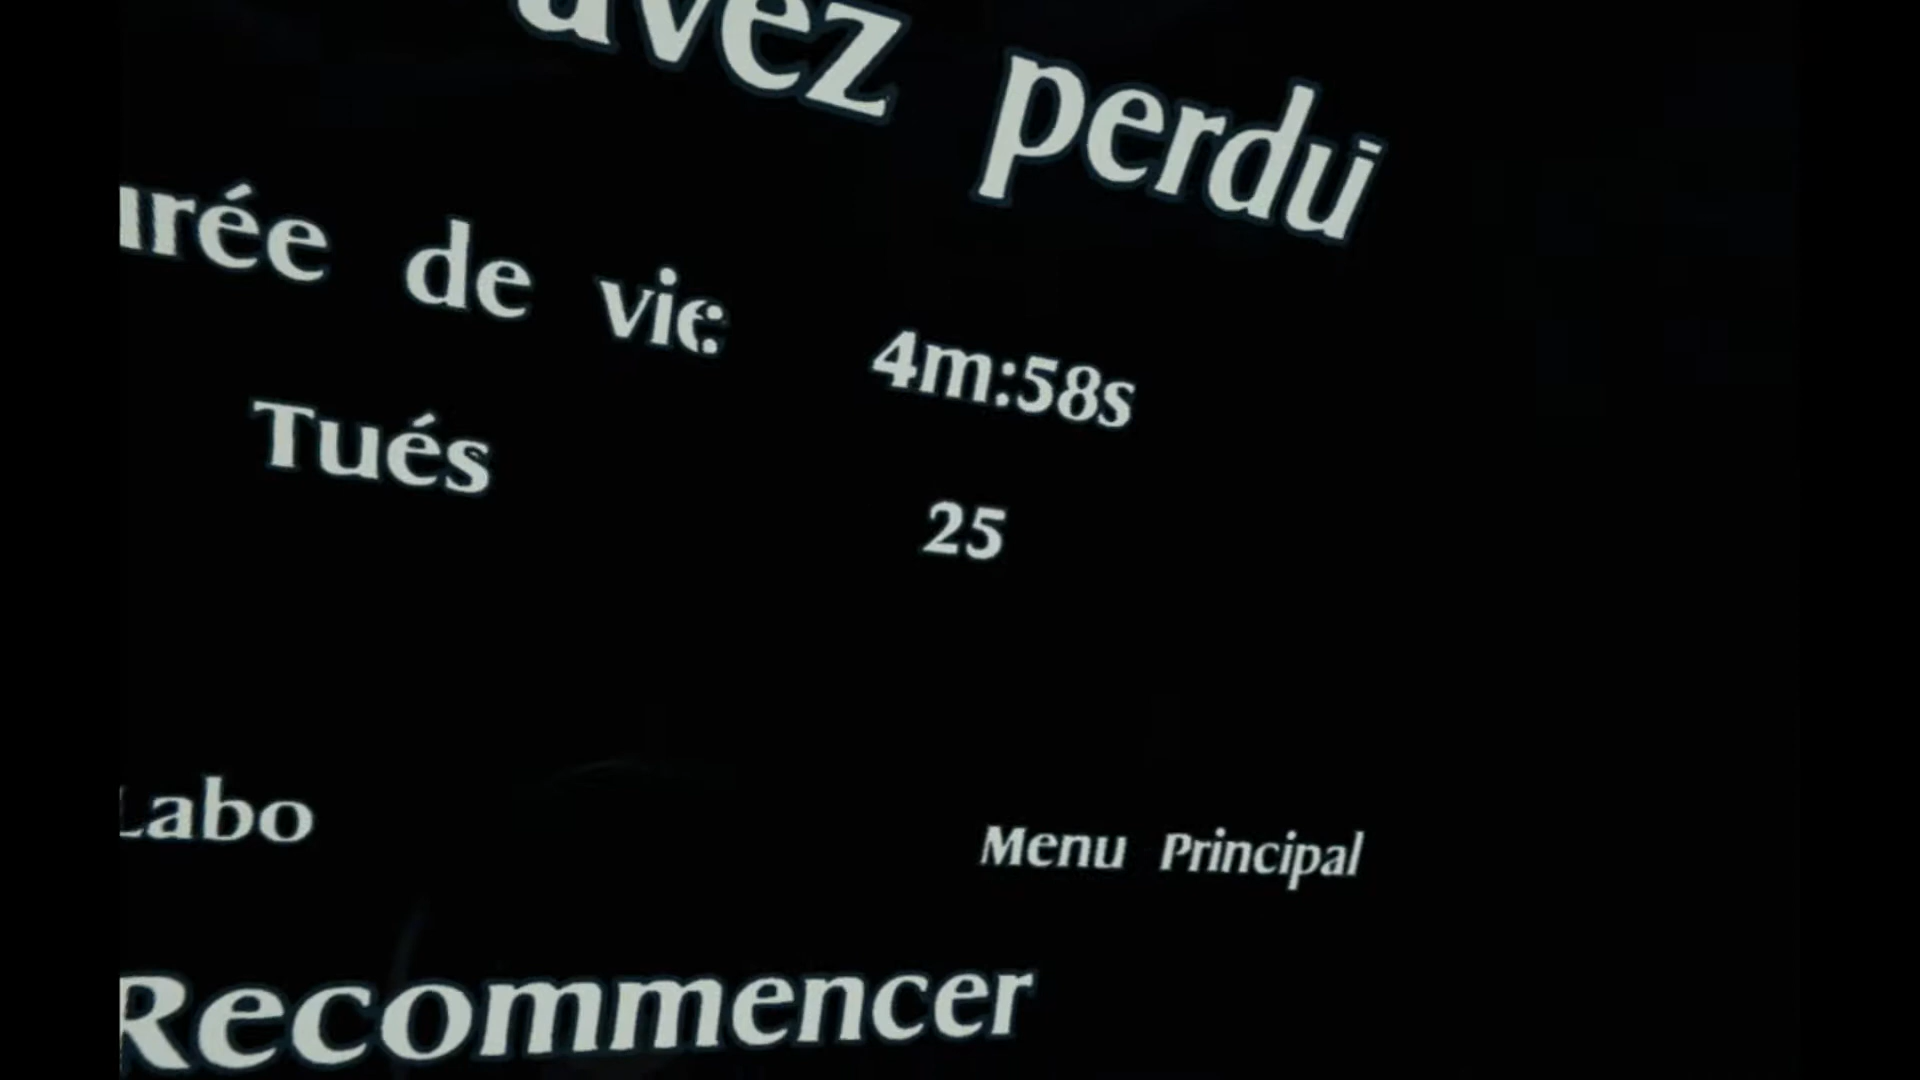 avez perdu
urée de vie:
4m:58s
Tués
25
Labo
Menu Principal
Recommencer